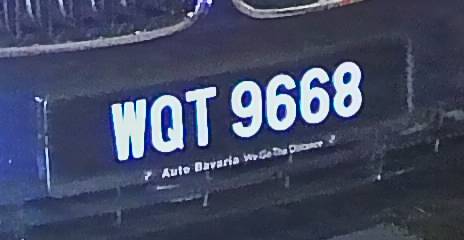 WQT 9668
Auto Bavaria We Go The Distance